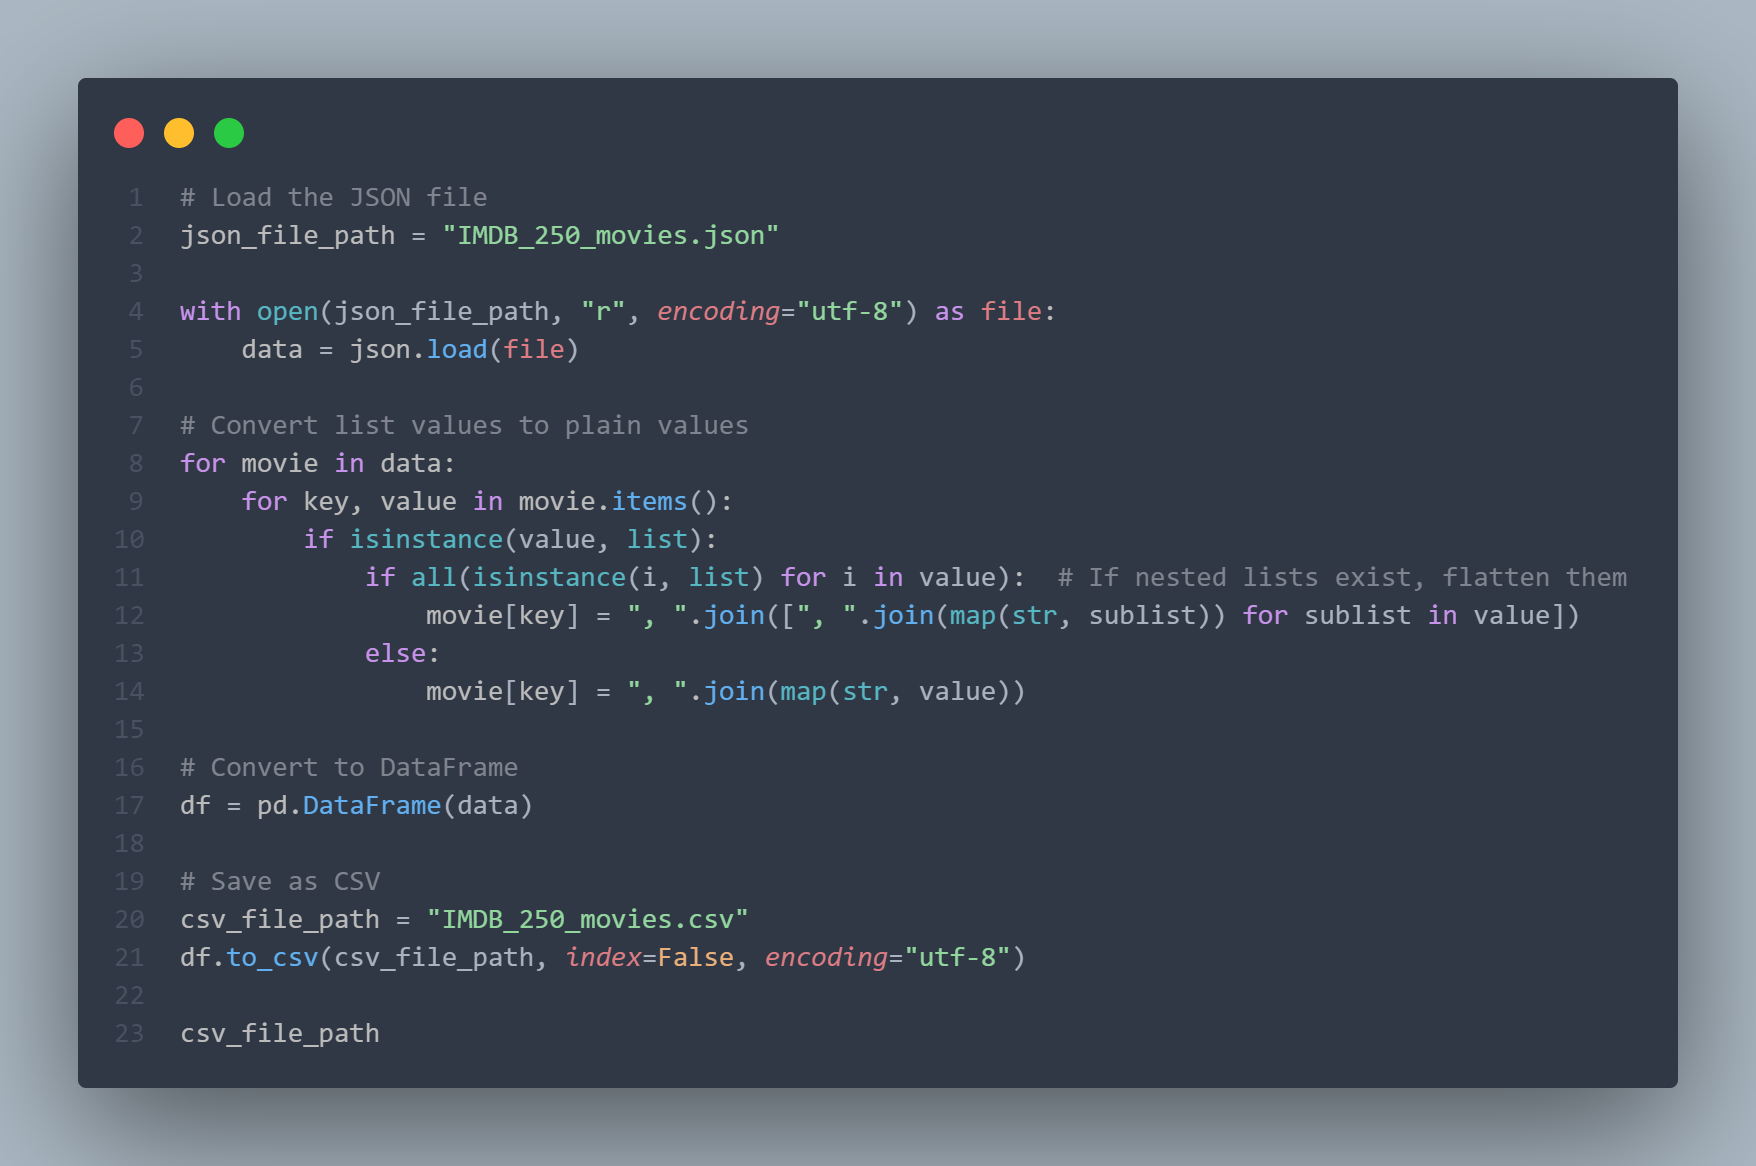 1 # Load the JSON file
2 json_file_path = "IMDB_250_movies.json"
3
4 with open(json_file_path, "r", encoding="utf-8") as file:
5     data = json.load(file)
6
7 # Convert list values to plain values
8 for movie in data:
9     for key, value in movie.items():
10         if isinstance(value, list):
11             if all(isinstance(i, list) for i in value):  # If nested lists exist, flatten them
12                 movie[key] = ", ".join([", ".join(map(str, sublist)) for sublist in value])
13             else:
14                 movie[key] = ", ".join(map(str, value))
15
16 # Convert to DataFrame
17 df = pd.DataFrame(data)
18
19 # Save as CSV
20 csv_file_path = "IMDB_250_movies.csv"
21 df.to_csv(csv_file_path, index=False, encoding="utf-8")
22
23 csv_file_path